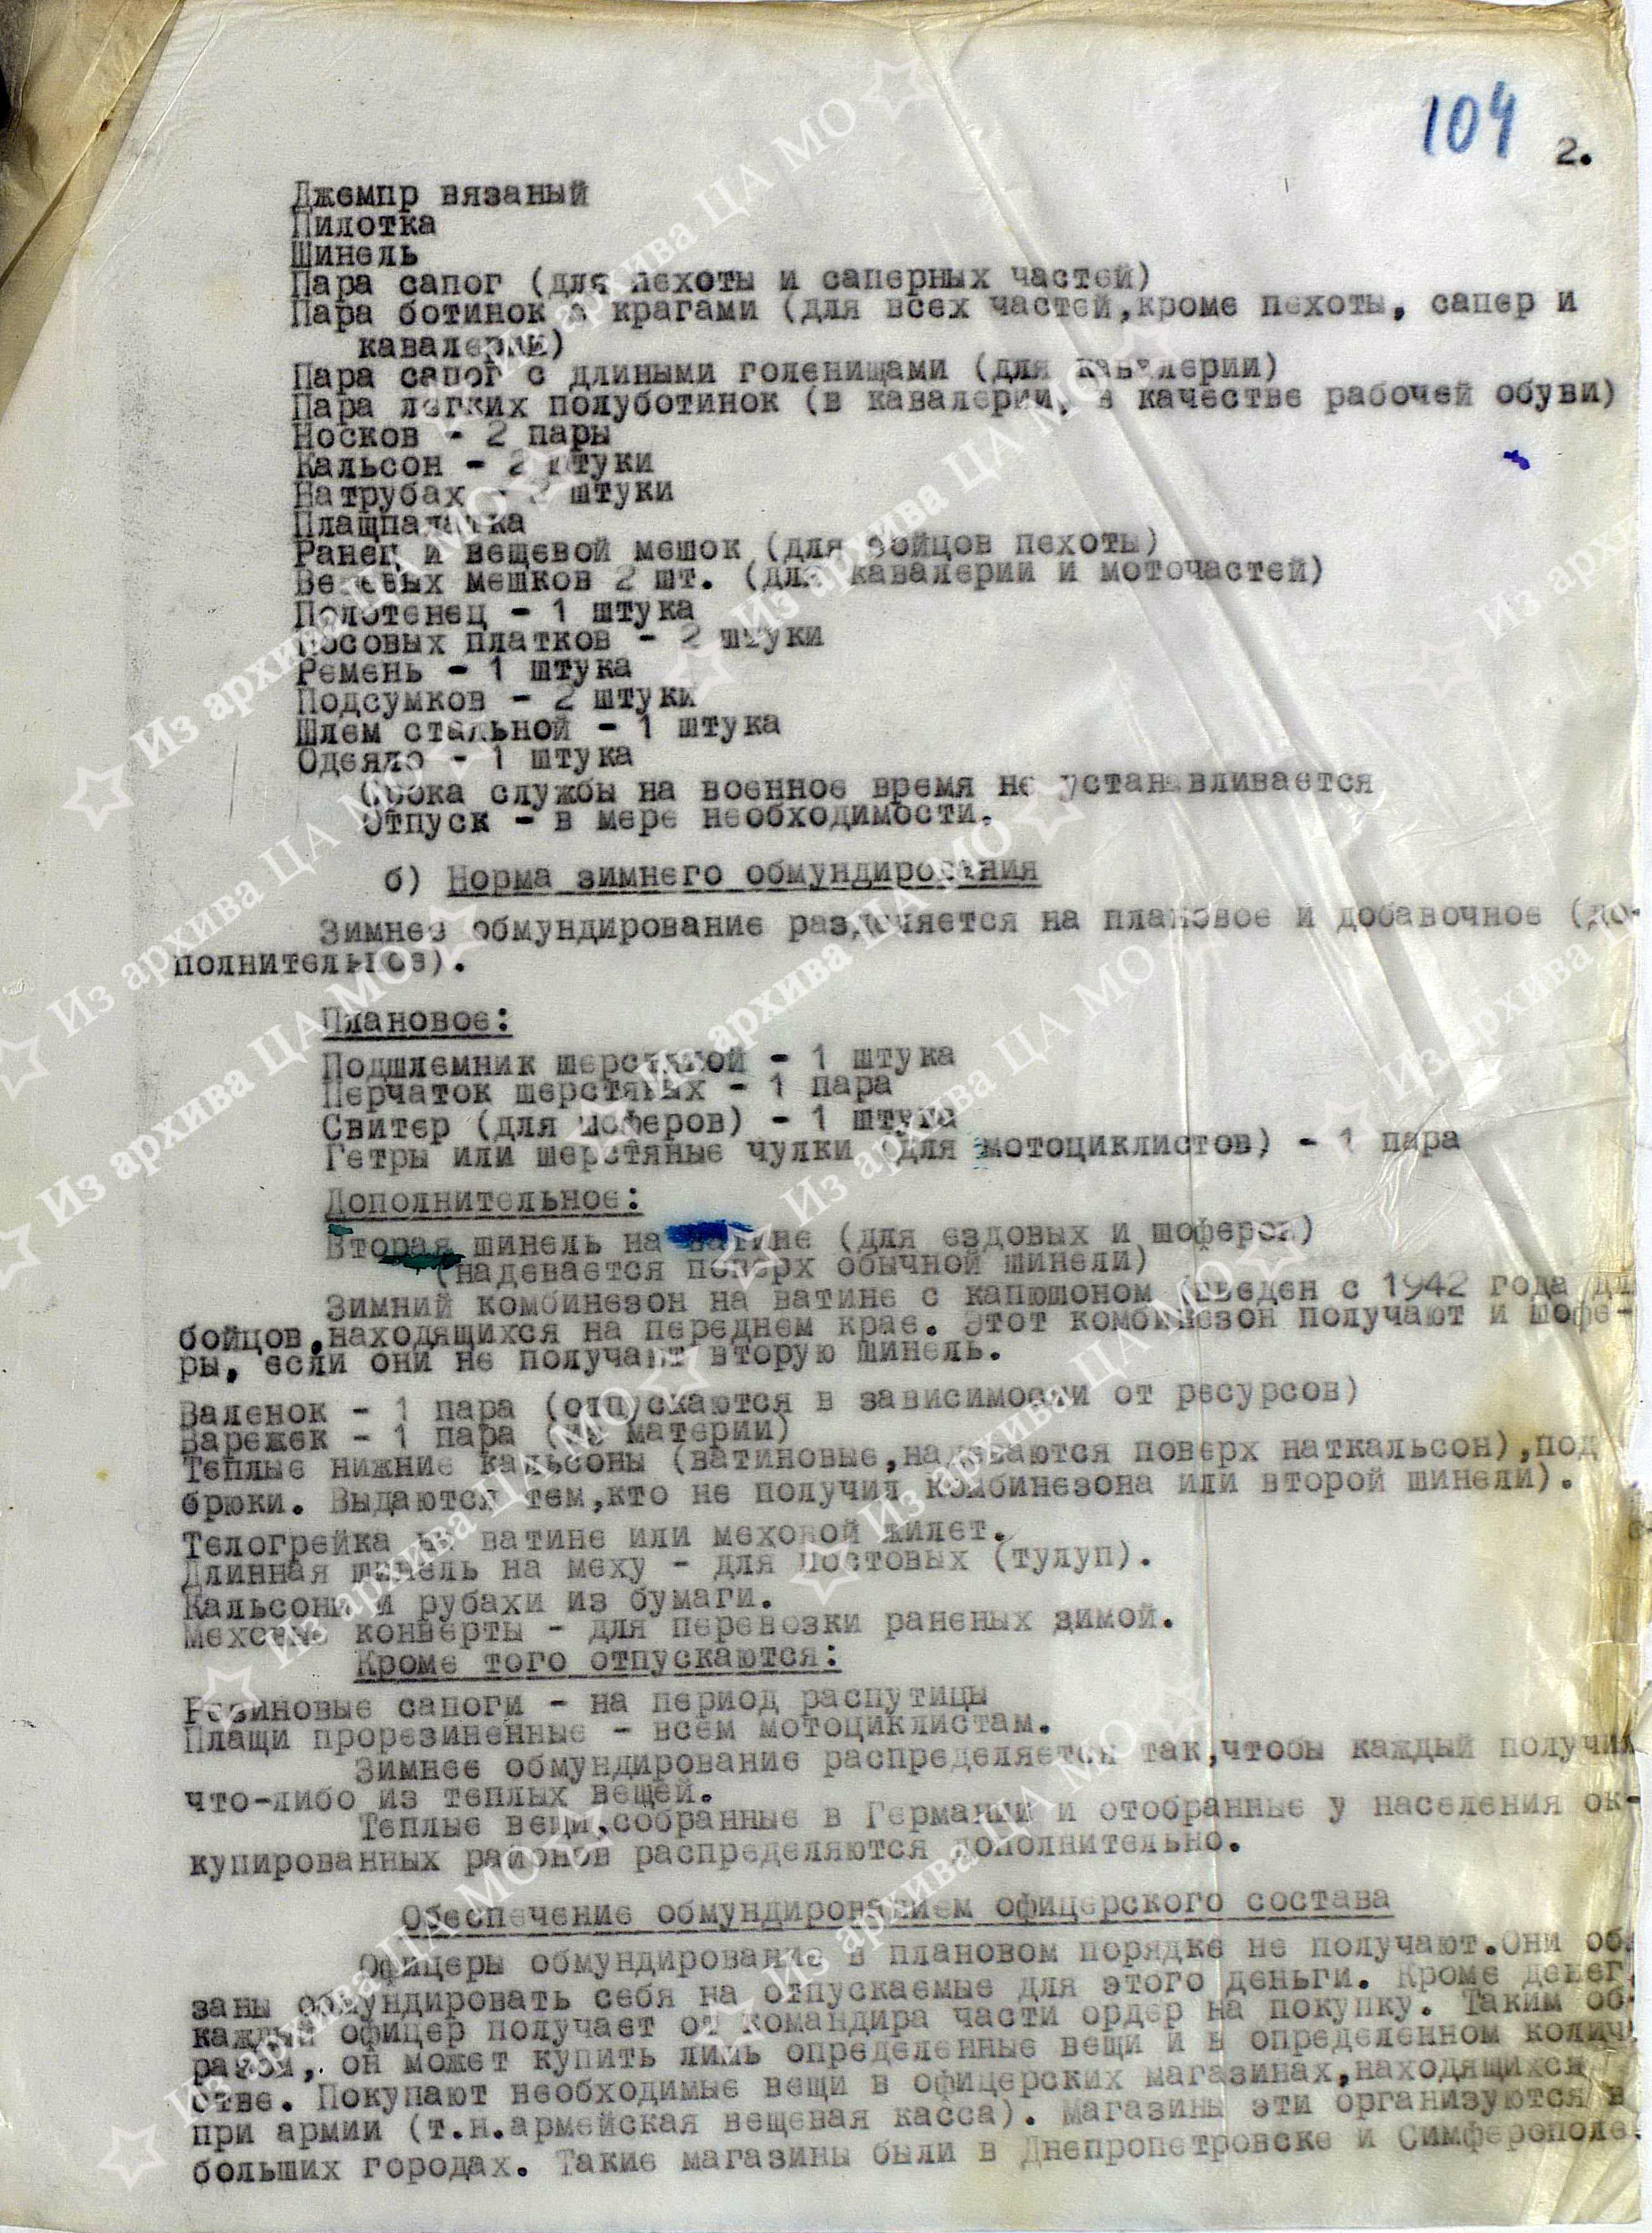 104
2.
Джемпр вязаный
Пилотка
Шинель
Пара сапог (для пехоты и саперных частей)
Пара ботинок с крагами (для всех частей,кроме пехоты, сапер и
кавалерии)
Пара сапог с длиными голенищами (для кавалерии)
Пара легких полуботинок (в кавалерии, в качестве рабочей обуви)
Носков - 2 пары
Кальсон - 2 штуки
Натрубах - штуки
Плащпалатка
Ранец и вещевой мешок (для бойцов пехоты)
Вещевых мешков 2 шт. (для кавалерии и моточастей)
Полотенец - 1 штука
Носовых платков - 2 штуки
Ремень - 1 штука
Подсумков - 2 штуки
Шлем стальной - 1 штука
Одеяло - 1 штука
Срока службы на военное время не устанавливается
Отпуск - в мере необходимости.
б) Норма зимнего обмундирования
Зимнее обмундирование разделяется на плановое и добавочное (до-
полнительное).
Плановое:
Подшлемник шерстяной - 1 штука
Перчаток шерстяных - 1 пара
Свитер (для шоферов) - 1 штука
Гетры или шерстяные чулки (для мотоциклистов) - 1 пара
Дополнительное:
Вторая шинель на ватине (для ездовых и шоферов)
(надевается поверх обычной шинели)
Зимний комбинезон на ватине с капюшоном (введен с 1942 года дл
бойцов,находящихся на переднем крае. Этот комбинезон получают и шофе-
ры, если они не получают вторую шинель.
Валенок - 1 пара (отпускаются в зависимости от ресурсов)
Варежек - 1 пара (из материи)
Теплые нижние кальсоны (ватиновые,надеваются поверх наткальсон),под
брюки. Выдаются тем,кто не получил комбинезона или второй шинели).
Телогрейка на ватине или меховой жилет.
Длинная шинель на меху - для постовых (тулуп).
Кальсоны и рубахи из бумаги.
Меховые конверты - для перевозки раненых зимой.
Кроме того отпускаются:
Резиновые сапоги - на период распутицы
Плащи прорезиненные - всем мотоциклистам.
Зимнее обмундирование распределяется так,чтобы каждый получил
что-либо из теплых вещей.
Теплые вещи,собранные в Германии и отобранные у населения ок-
купированных районов распределяются дополнительно.
Обеспечение обмундированием офицерского состава
Офицеры обмундирование в плановом порядке не получают.Они об
заны обмундировать себя на отпускаемые для этого деньги. Кроме денег
каждый офицер получает от командира части ордер на покупку. Таким об-
разом, он может купить лишь определенные вещи и в определенном колич
стве. Покупают необходимые вещи в офицерских магазинах,находящихся
при армии (т.н.армейская вещевая касса). Магазины эти организуются в
больших городах. Такие магазины были в Днепропетровске и Симферополе.